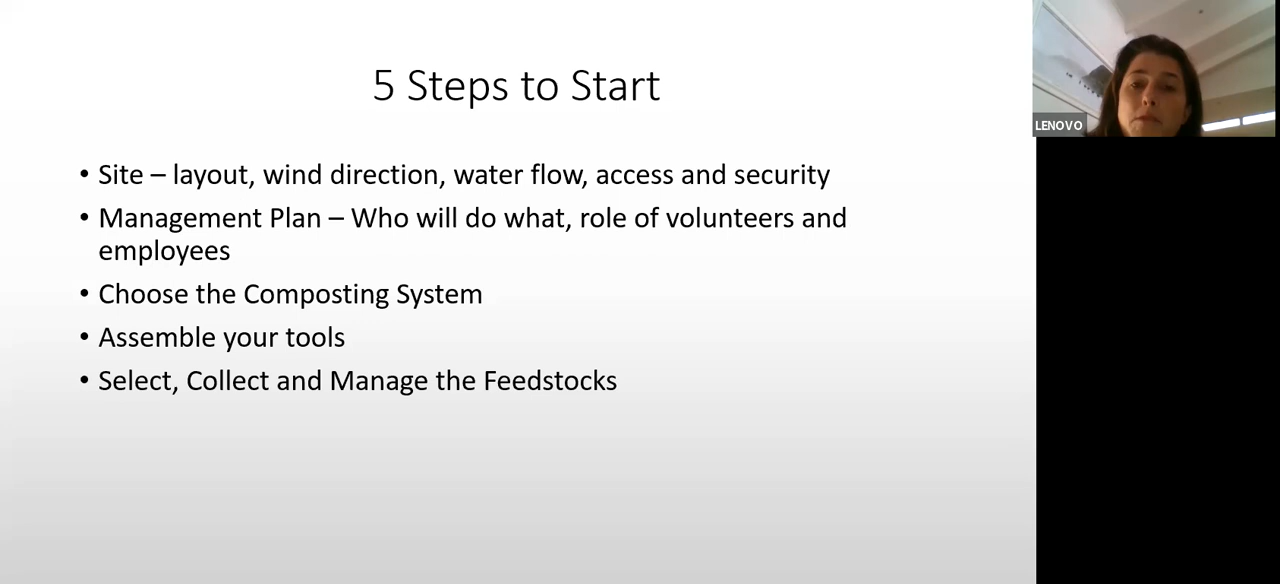 5 Steps to Start
• Site – layout, wind direction, water flow, access and security
• Management Plan – Who will do what, role of volunteers and
employees
• Choose the Composting System
• Assemble your tools
• Select, Collect and Manage the Feedstocks
LENOVO